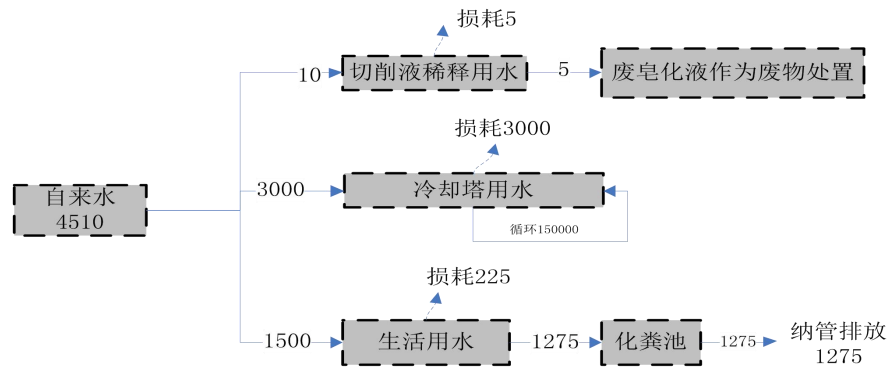 损耗5
10
切削液稀释用水
5
废皂化液作为废物处置
损耗3000
自来水
4510
3000
冷却塔用水
循环150000
损耗225
1500
生活用水
1275
化粪池
1275
纳管排放
1275